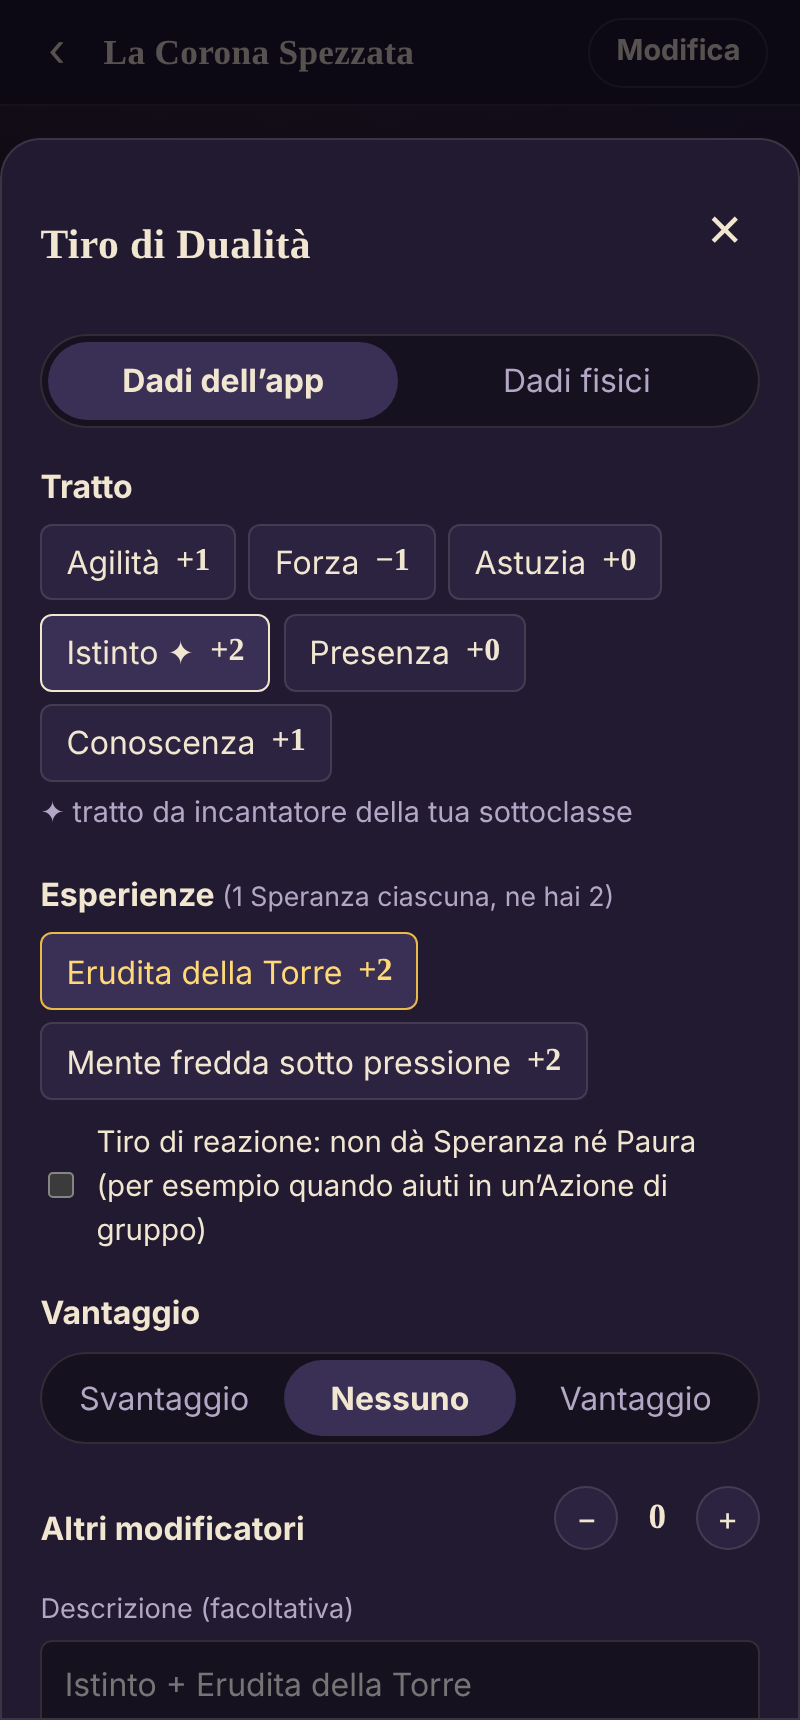 La Corona Spezzata
Modifica
Tiro di Dualità
Dadi dell’app
Dadi fisici
Tratto
Agilità +1
Forza −1
Astuzia +0
Istinto ✦ +2
Presenza +0
Conoscenza +1
✦ tratto da incantatore della tua sottoclasse
Esperienze (1 Speranza ciascuna, ne hai 2)
Erudita della Torre +2
Mente fredda sotto pressione +2
Tiro di reazione: non dà Speranza né Paura
(per esempio quando aiuti in un’Azione di
gruppo)
Vantaggio
Svantaggio
Nessuno
Vantaggio
Altri modificatori
− 0 +
Descrizione (facoltativa)
Istinto + Erudita della Torre